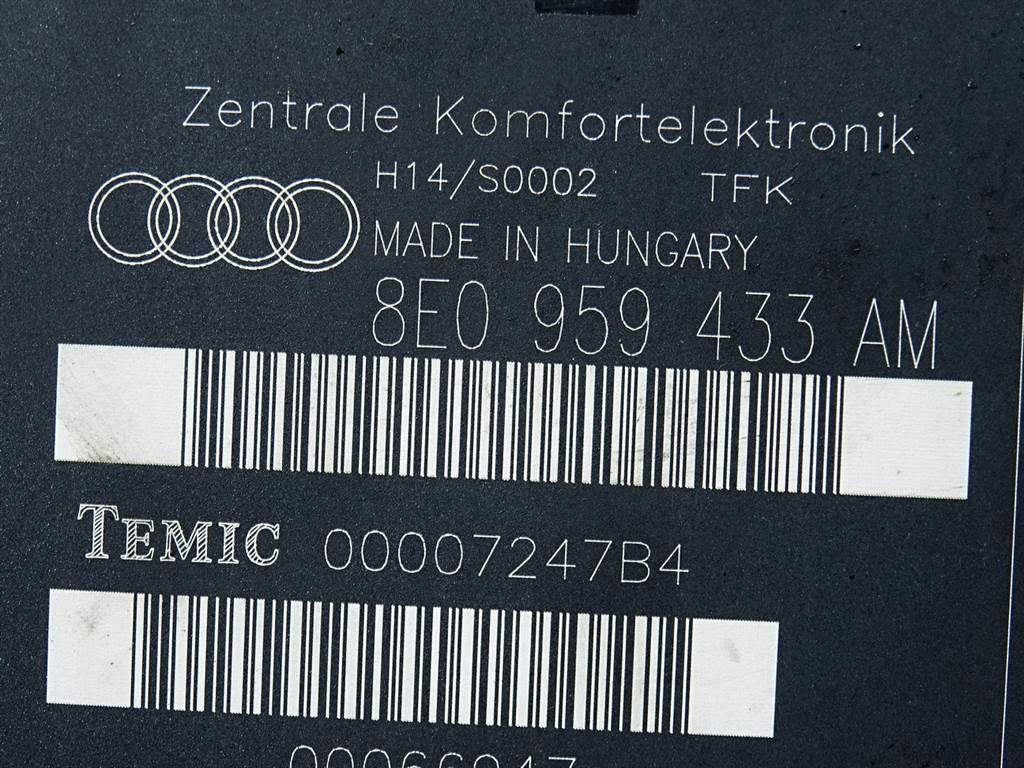 Zentrale Komfortelektronik
H14/S0002 TFK
MADE IN HUNGARY
8E0 959 433 AM
TEMIC 00007247B4